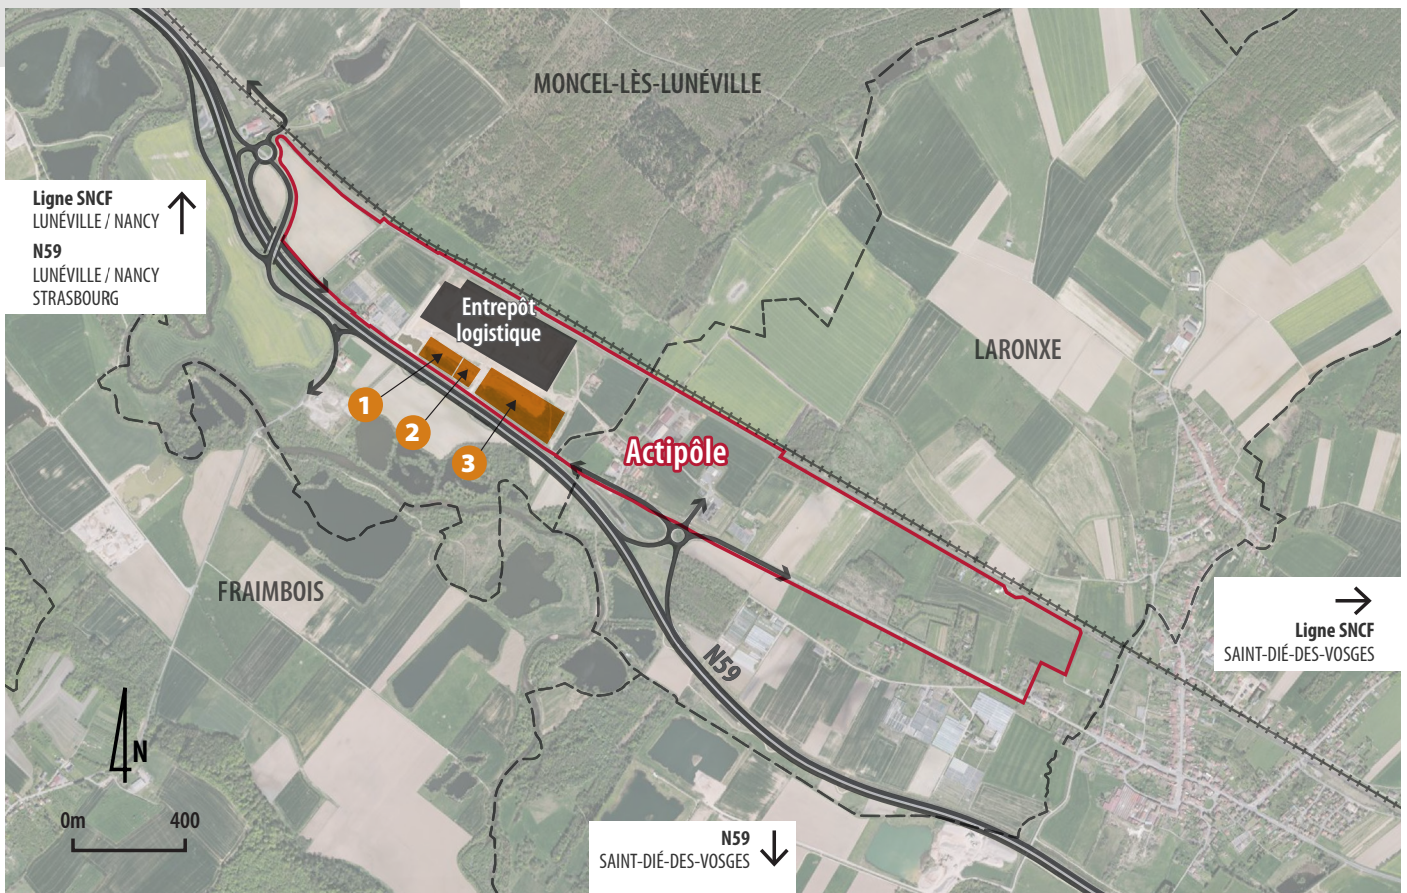 MONCEL-LÈS-LUNÉVILLE
Ligne SNCF
LUNÉVILLE / NANCY
N59
LUNÉVILLE / NANCY
STRASBOURG
Entrepôt
logistique
LARONXE
1
2
3
Actipôle
FRAIMBOIS
Ligne SNCF
SAINT-DIÉ-DES-VOSGES
N59
N
0m 400
N59
SAINT-DIÉ-DES-VOSGES